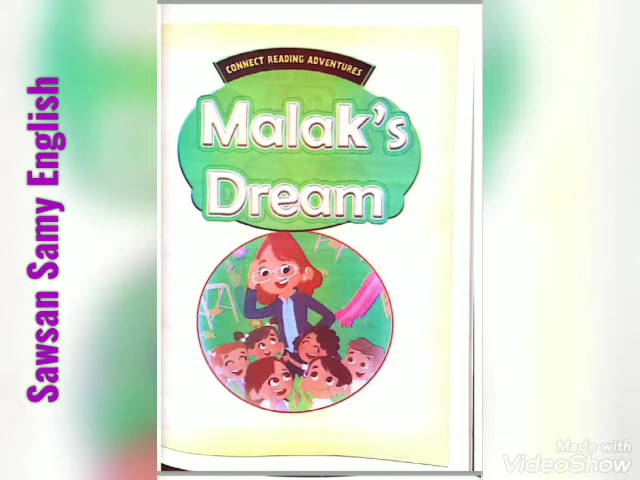 Sawsan Samy English
CONNECT READING ADVENTURES
Malak's
Dream
Made with
VideoShow